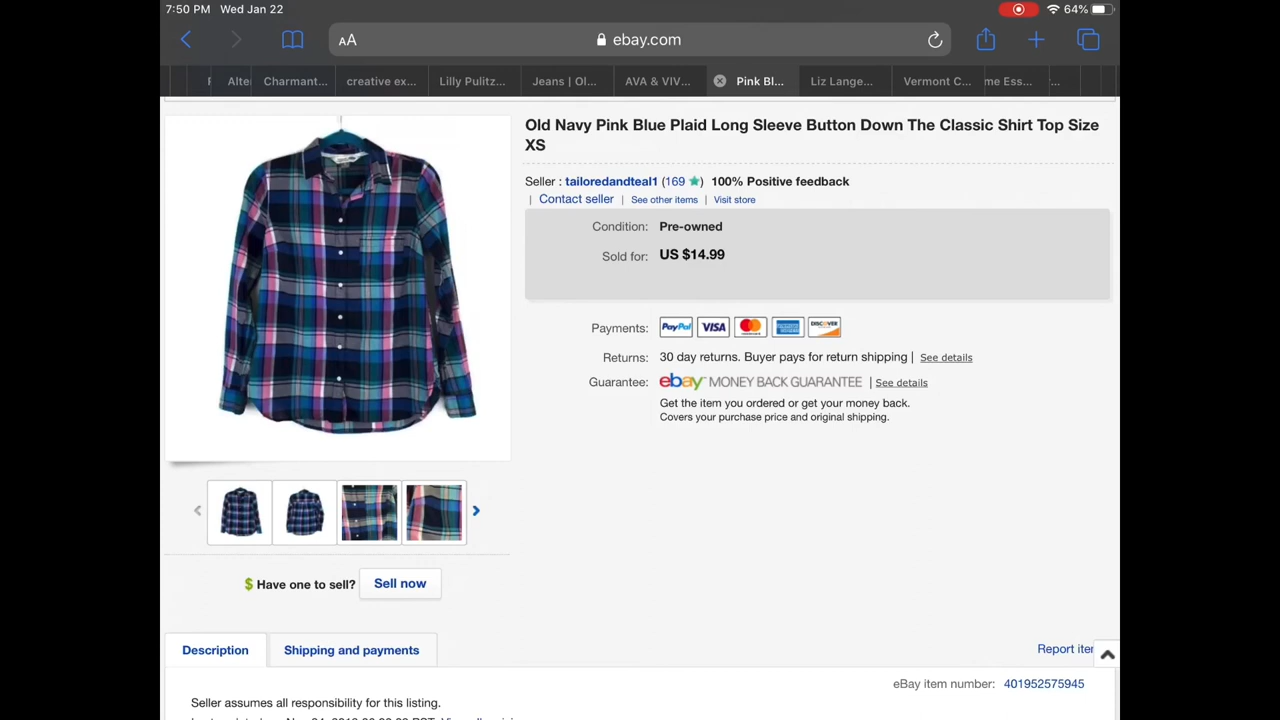 7:50 PM Wed Jan 22
64%
AA
ebay.com
Alte
Charmant...
creative ex...
Lilly Pulitz...
Jeans | Ol...
AVA & VIV...
Pink Bl...
Liz Lange...
Vermont C...
me Ess...
Old Navy Pink Blue Plaid Long Sleeve Button Down The Classic Shirt Top Size
XS
Seller : tailoredandteal1 (169 ) 100% Positive feedback
| Contact seller | See other items | Visit store
Condition: Pre-owned
Sold for: US $14.99
Payments: PayPal VISA MasterCard DISCOVER
Returns: 30 day returns. Buyer pays for return shipping | See details
Guarantee: ebay MONEY BACK GUARANTEE | See details
Get the item you ordered or get your money back.
Covers your purchase price and original shipping.
$ Have one to sell? Sell now
Description
Shipping and payments
Report iter
eBay item number: 401952575945
Seller assumes all responsibility for this listing.